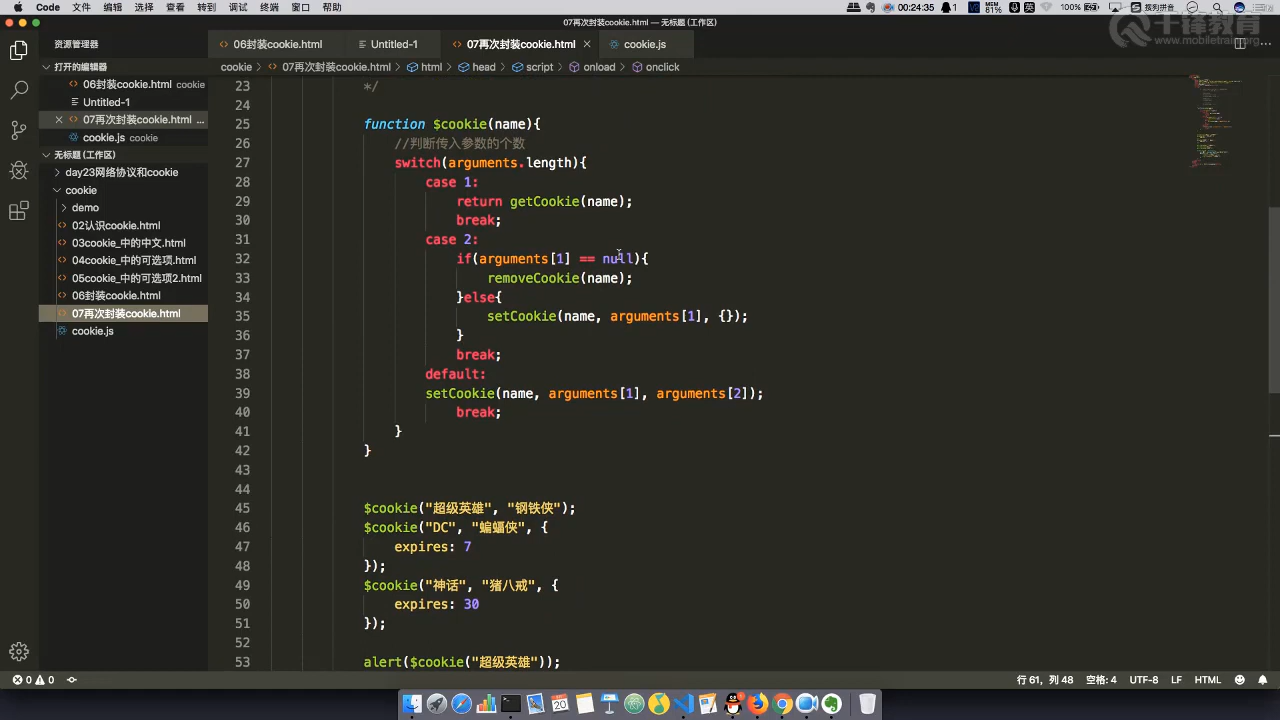 Code 文件 编辑 选择 查看 转到 调试 终端 窗口 帮助 00:24:35 1 MEM 81% 英 100% 我列拼亼
07再次封装cookie.html — 无标题 (工作区)
千锋教育
www.mobiletrain.org
资源管理器
打开的编辑器
06封装cookie.html cookie
Untitled-1
07再次封装cookie.html ...
cookie.js cookie
无标题 (工作区)
day23网络协议和cookie
cookie
demo
02认识cookie.html
03cookie_中的中文.html
04cookie_中的可选项.html
05cookie_中的可选项2.html
06封装cookie.html
07再次封装cookie.html
cookie.js
06封装cookie.html Untitled-1 07再次封装cookie.html cookie.js
cookie › 07再次封装cookie.html › html › head › script › onload › onclick
23 */
24
25 function $cookie(name){
26 //判断传入参数的个数
27 switch(arguments.length){
28 case 1:
29 return getCookie(name);
30 break;
31 case 2:
32 if(arguments[1] == null){
33 removeCookie(name);
34 }else{
35 setCookie(name, arguments[1], {});
36 }
37 break;
38 default:
39 setCookie(name, arguments[1], arguments[2]);
40 break;
41 }
42 }
43
44
45 $cookie("超级英雄", "钢铁侠");
46 $cookie("DC", "蝙蝠侠", {
47 expires: 7
48 });
49 $cookie("神话", "猪八戒", {
50 expires: 30
51 });
52
53 alert($cookie("超级英雄"));
0 0 行 61, 列 48 空格: 4 UTF-8 LF HTML